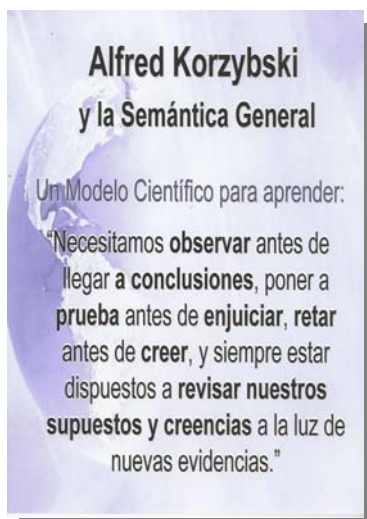 Alfred Korzybski
y la Semántica General
Un Modelo Científico para aprender:
“Necesitamos observar antes de
llegar a conclusiones, poner a
prueba antes de enjuiciar, retar
antes de creer, y siempre estar
dispuestos a revisar nuestros
supuestos y creencias a la luz de
nuevas evidencias.”